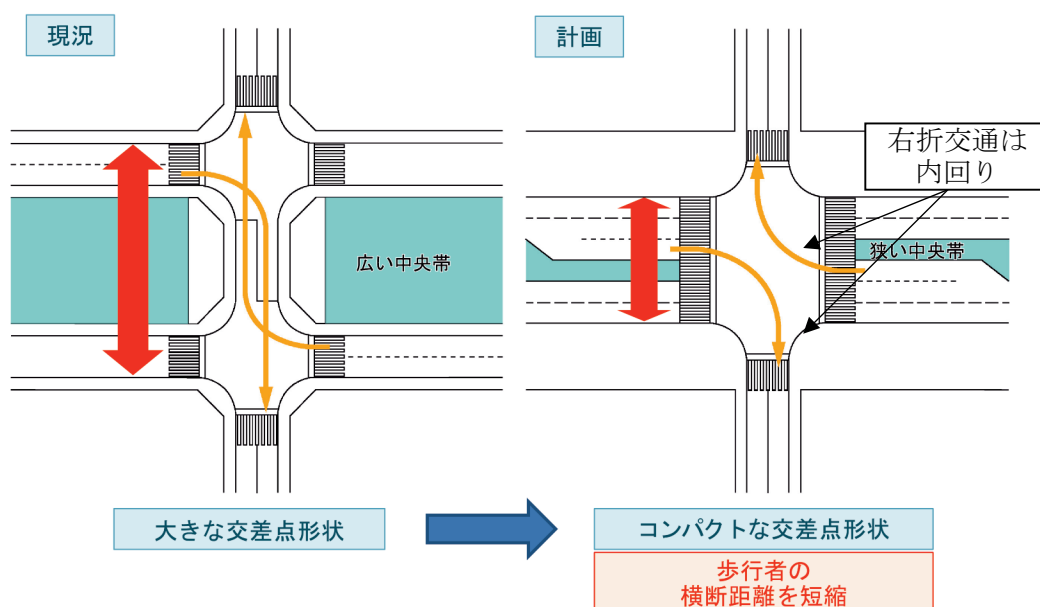 現況
計画
右折交通は
内回り
広い中央帯
狭い中央帯
大きな交差点形状
コンパクトな交差点形状
歩行者の
横断距離を短縮